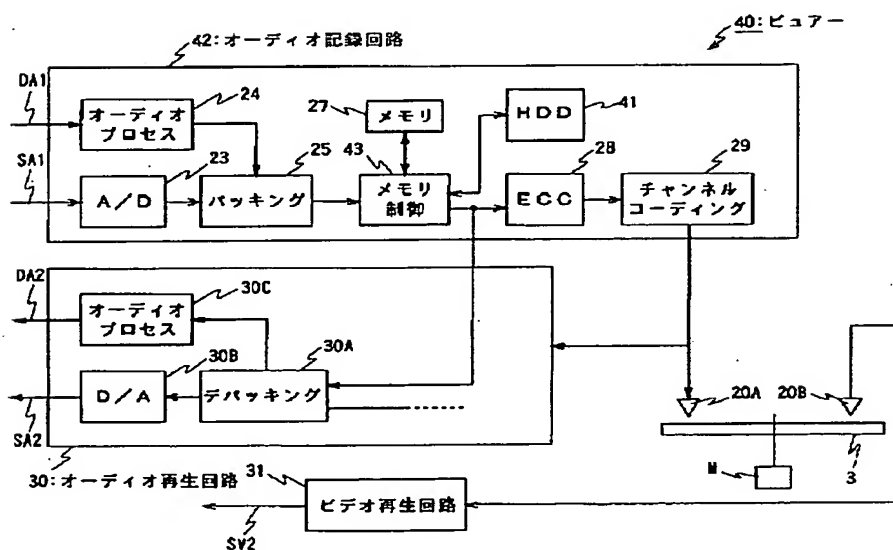 40:ビュアー
42:オーディオ記録回路
DA1
オーディオ
プロセス
24
27
メモリ
HDD
41
SA1
A/D
23
パッキング
25
43
メモリ
制御
28
ECC
29
チャンネル
コーディング
DA2
オーディオ
プロセス
30C
D/A
30B
デパッキング
30A
SA2
20A
20B
30:オーディオ再生回路
31
ビデオ再生回路
M
3
SV2